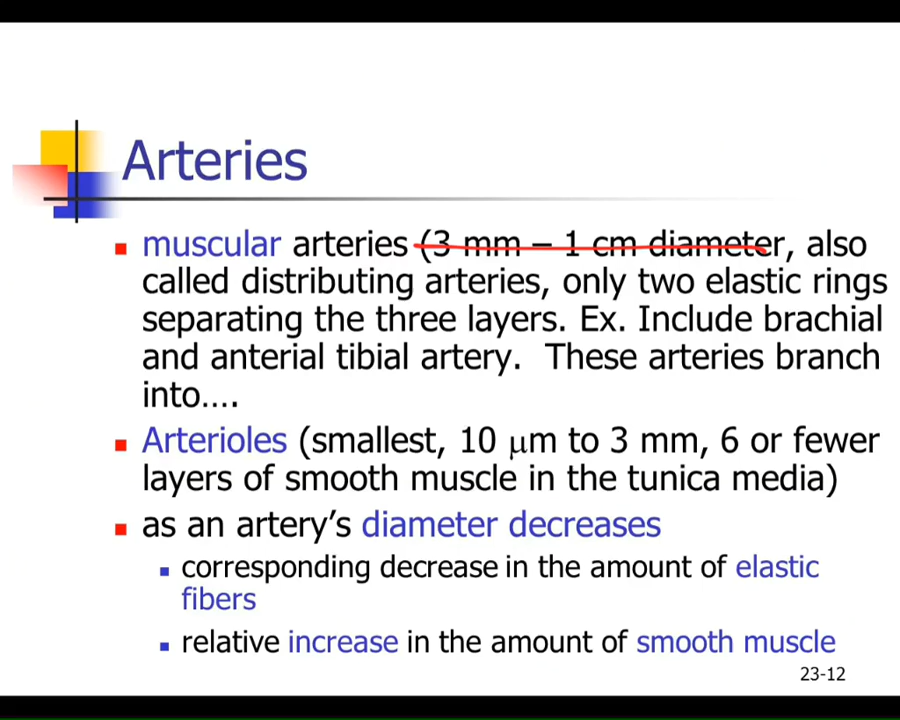 Arteries
muscular arteries (3 mm – 1 cm diameter, also
called distributing arteries, only two elastic rings
separating the three layers. Ex. Include brachial
and anterial tibial artery.  These arteries branch
into….
Arterioles (smallest, 10 μm to 3 mm, 6 or fewer
layers of smooth muscle in the tunica media)
as an artery’s diameter decreases
corresponding decrease in the amount of elastic
fibers
relative increase in the amount of smooth muscle
23-12